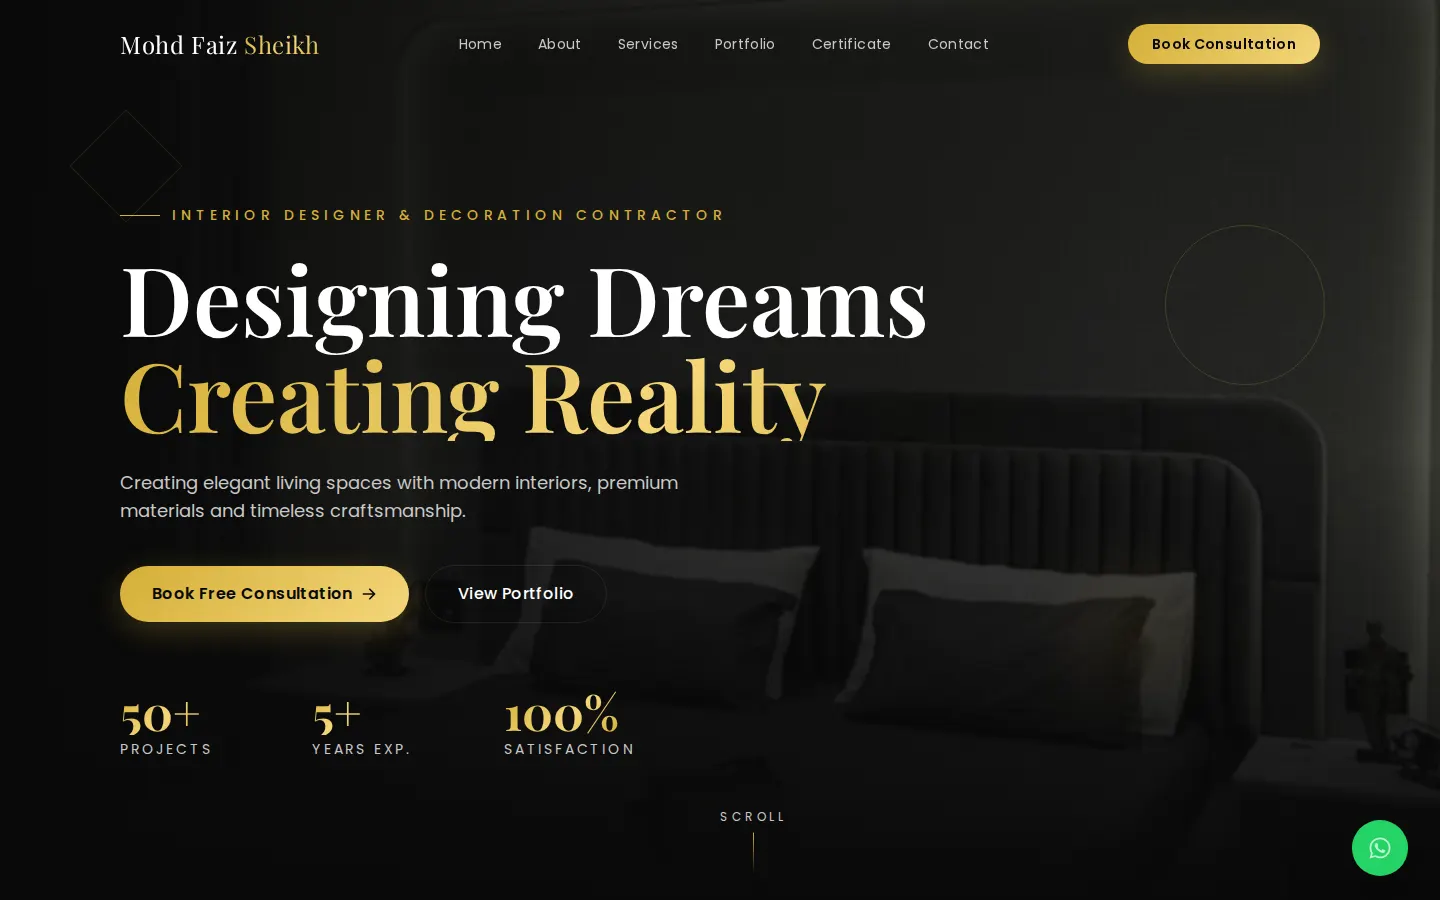 Mohd Faiz Sheikh
Home
About
Services
Portfolio
Certificate
Contact
Book Consultation
INTERIOR DESIGNER & DECORATION CONTRACTOR
Designing Dreams
Creating Reality
Creating elegant living spaces with modern interiors, premium
materials and timeless craftsmanship.
Book Free Consultation →
View Portfolio
50+
PROJECTS
5+
YEARS EXP.
100%
SATISFACTION
SCROLL